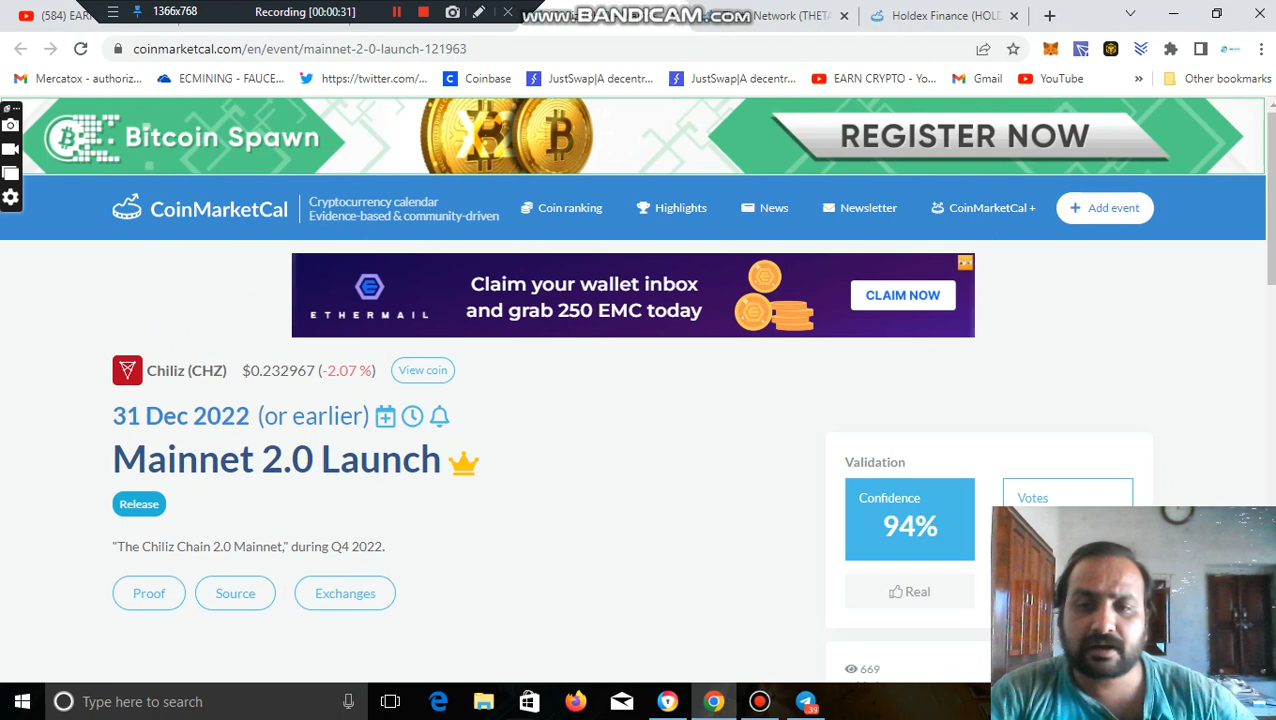 1366x768 Recording [00:00:31]
www.BANDICAM.com
(584) EAR
Network (THETA
Holdex Finance (HOLD
coinmarketcal.com/en/event/mainnet-2-0-launch-121963
Mercatox - authoriz...
ECMINING - FAUCE...
https://twitter.com/...
Coinbase
JustSwap|A decentr...
JustSwap|A decentr...
EARN CRYPTO - Yo...
Gmail
YouTube
»
Other bookmarks
Bitcoin Spawn
REGISTER NOW
CoinMarketCal
Cryptocurrency calendar
Evidence-based & community-driven
Coin ranking
Highlights
News
Newsletter
CoinMarketCal +
+ Add event
ETHERMAIL
Claim your wallet inbox
and grab 250 EMC today
CLAIM NOW
Chiliz (CHZ) $0.232967 (-2.07 %) View coin
31 Dec 2022 (or earlier)
Mainnet 2.0 Launch
Release
"The Chiliz Chain 2.0 Mainnet," during Q4 2022.
Proof
Source
Exchanges
Validation
Confidence
94%
Votes
Real
669
Type here to search
39